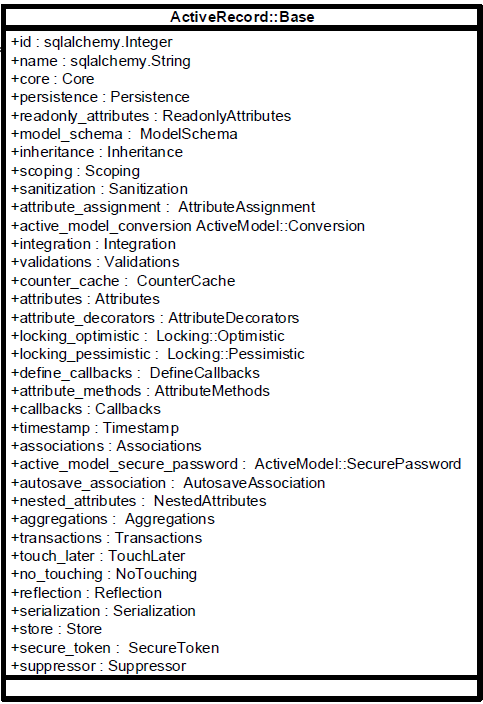 ActiveRecord::Base
+id : sqlalchemy.Integer
+name : sqlalchemy.String
+core : Core
+persistence : Persistence
+readonly_attributes : ReadonlyAttributes
+model_schema :  ModelSchema
+inheritance : Inheritance
+scoping : Scoping
+sanitization : Sanitization
+attribute_assignment :  AttributeAssignment
+active_model_conversion ActiveModel::Conversion
+integration : Integration
+validations : Validations
+counter_cache :  CounterCache
+attributes : Attributes
+attribute_decorators : AttributeDecorators
+locking_optimistic :  Locking::Optimistic
+locking_pessimistic :  Locking::Pessimistic
+define_callbacks :  DefineCallbacks
+attribute_methods : AttributeMethods
+callbacks : Callbacks
+timestamp : Timestamp
+associations : Associations
+active_model_secure_password :  ActiveModel::SecurePassword
+autosave_association :  AutosaveAssociation
+nested_attributes :  NestedAttributes
+aggregations :  Aggregations
+transactions : Transactions
+touch_later : TouchLater
+no_touching : NoTouching
+reflection : Reflection
+serialization : Serialization
+store : Store
+secure_token :  SecureToken
+suppressor : Suppressor